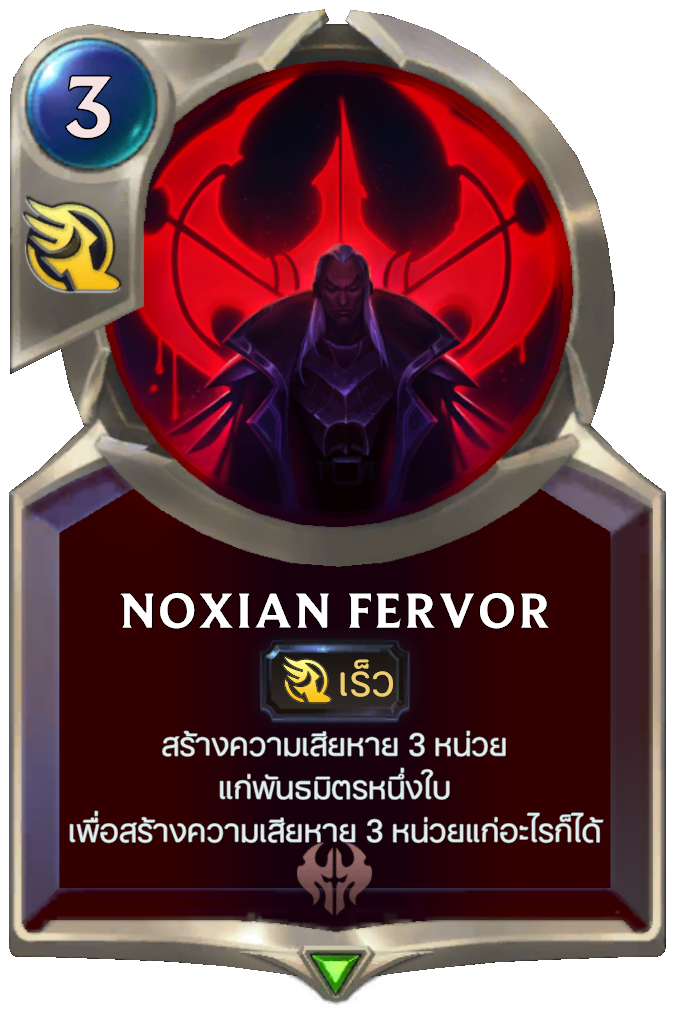 3
NOXIAN FERVOR
เร็ว
สร้างความเสียหาย 3 หน่วย
แก่พันธมิตรหนึ่งใบ
เพื่อสร้างความเสียหาย 3 หน่วยแก่อะไรก็ได้